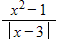 x² − 1
|x − 3|